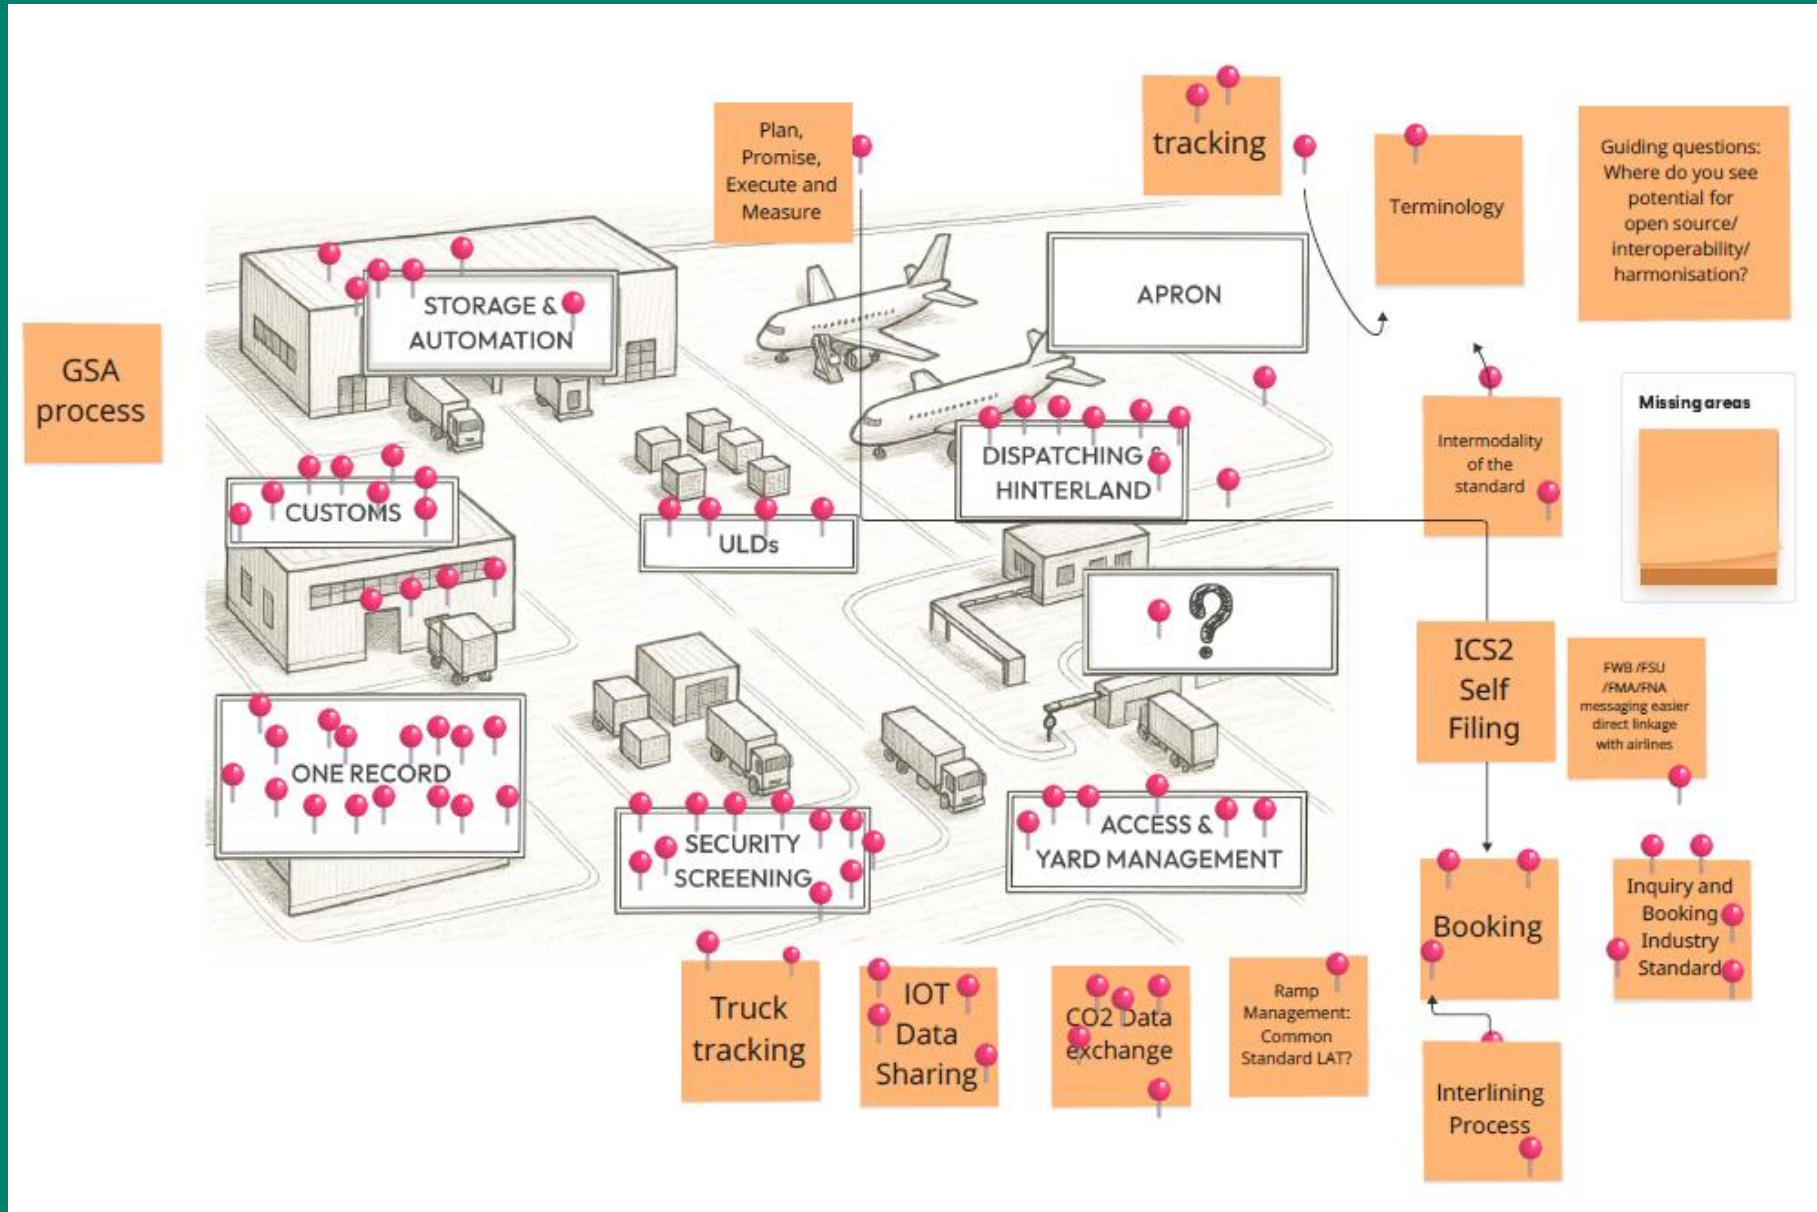 Plan,
Promise,
Execute and
Measure
tracking
Terminology
Guiding questions:
Where do you see
potential for
open source/
interoperability/
harmonisation?
STORAGE &
AUTOMATION
APRON
GSA
process
Missing areas
DISPATCHING &
HINTERLAND
Intermodality
of the
standard
CUSTOMS
ULDs
?
ICS2
Self
Filing
FWB /FSU
/FMA/FNA
messaging easier
direct linkage
with airlines
ONE RECORD
SECURITY
SCREENING
ACCESS &
YARD MANAGEMENT
Booking
Inquiry and
Booking
Industry
Standard
Truck
tracking
IOT
Data
Sharing
CO2 Data
exchange
Ramp
Management:
Common
Standard LAT?
Interlining
Process